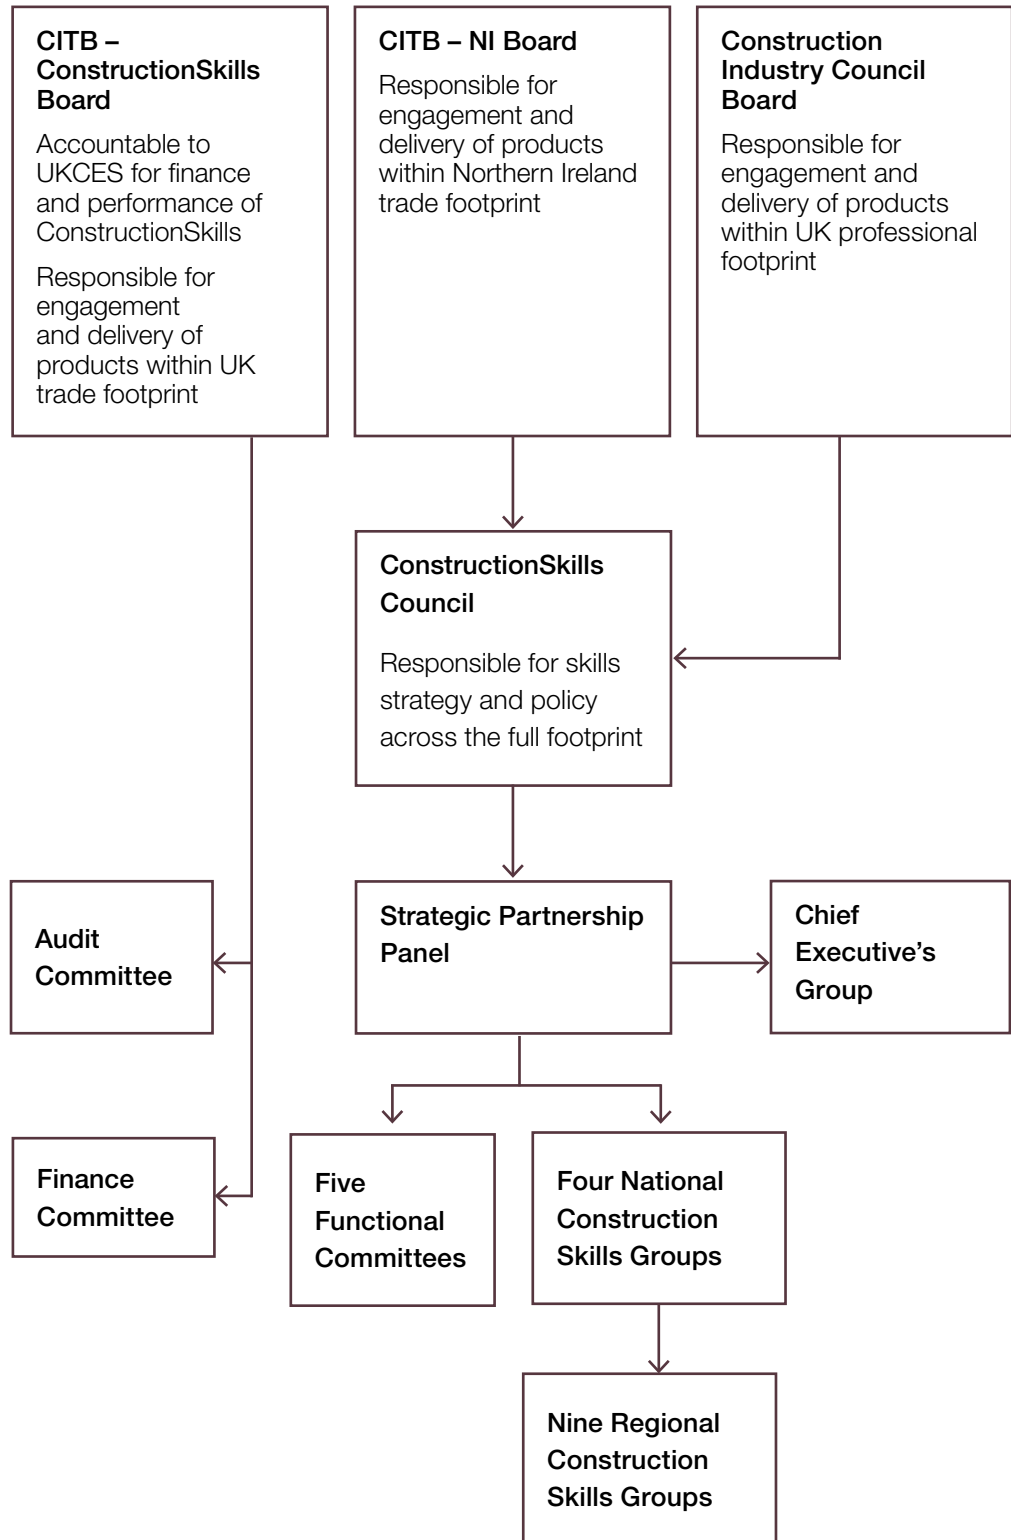 CITB –
ConstructionSkills
Board
Accountable to
UKCES for finance
and performance of
ConstructionSkills
Responsible for
engagement
and delivery of
products within UK
trade footprint
CITB – NI Board
Responsible for
engagement and
delivery of products
within Northern Ireland
trade footprint
Construction
Industry Council
Board
Responsible for
engagement and
delivery of products
within UK professional
footprint
ConstructionSkills
Council
Responsible for skills
strategy and policy
across the full footprint
Audit
Committee
Strategic Partnership
Panel
Chief
Executive’s
Group
Finance
Committee
Five
Functional
Committees
Four National
Construction
Skills Groups
Nine Regional
Construction
Skills Groups